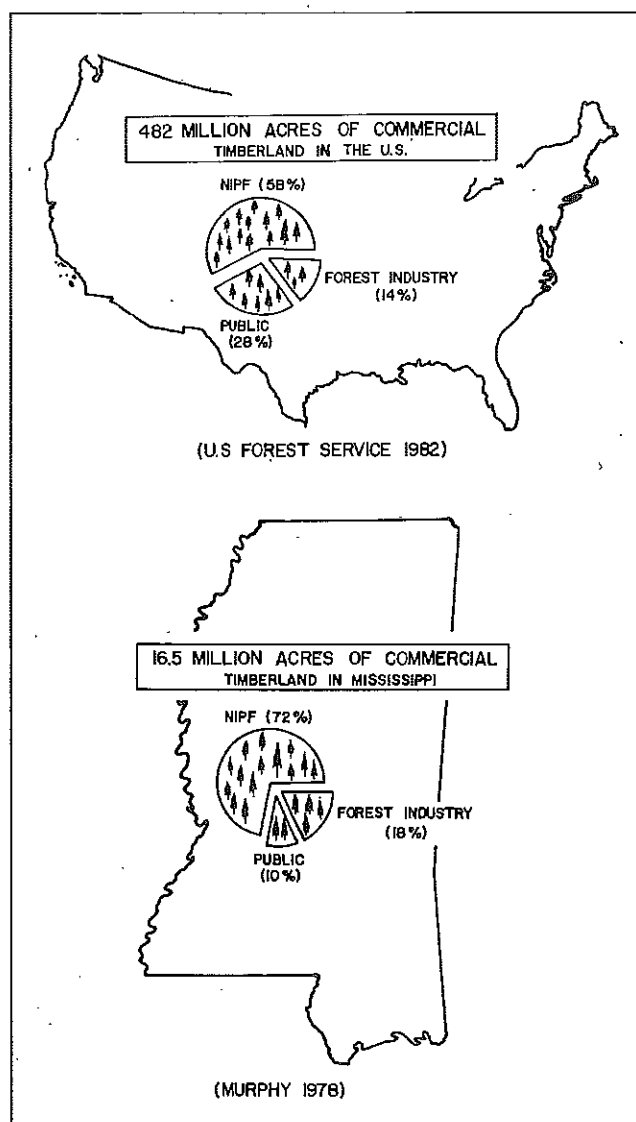 482 MILLION ACRES OF COMMERCIAL
TIMBERLAND IN THE U.S.
NIPF (58%)
FOREST INDUSTRY
(14%)
PUBLIC
(28%)
(U.S FOREST SERVICE 1982)
16.5 MILLION ACRES OF COMMERCIAL
TIMBERLAND IN MISSISSIPPI
NIPF (72%)
FOREST INDUSTRY
(18%)
PUBLIC
(10%)
(MURPHY 1978)